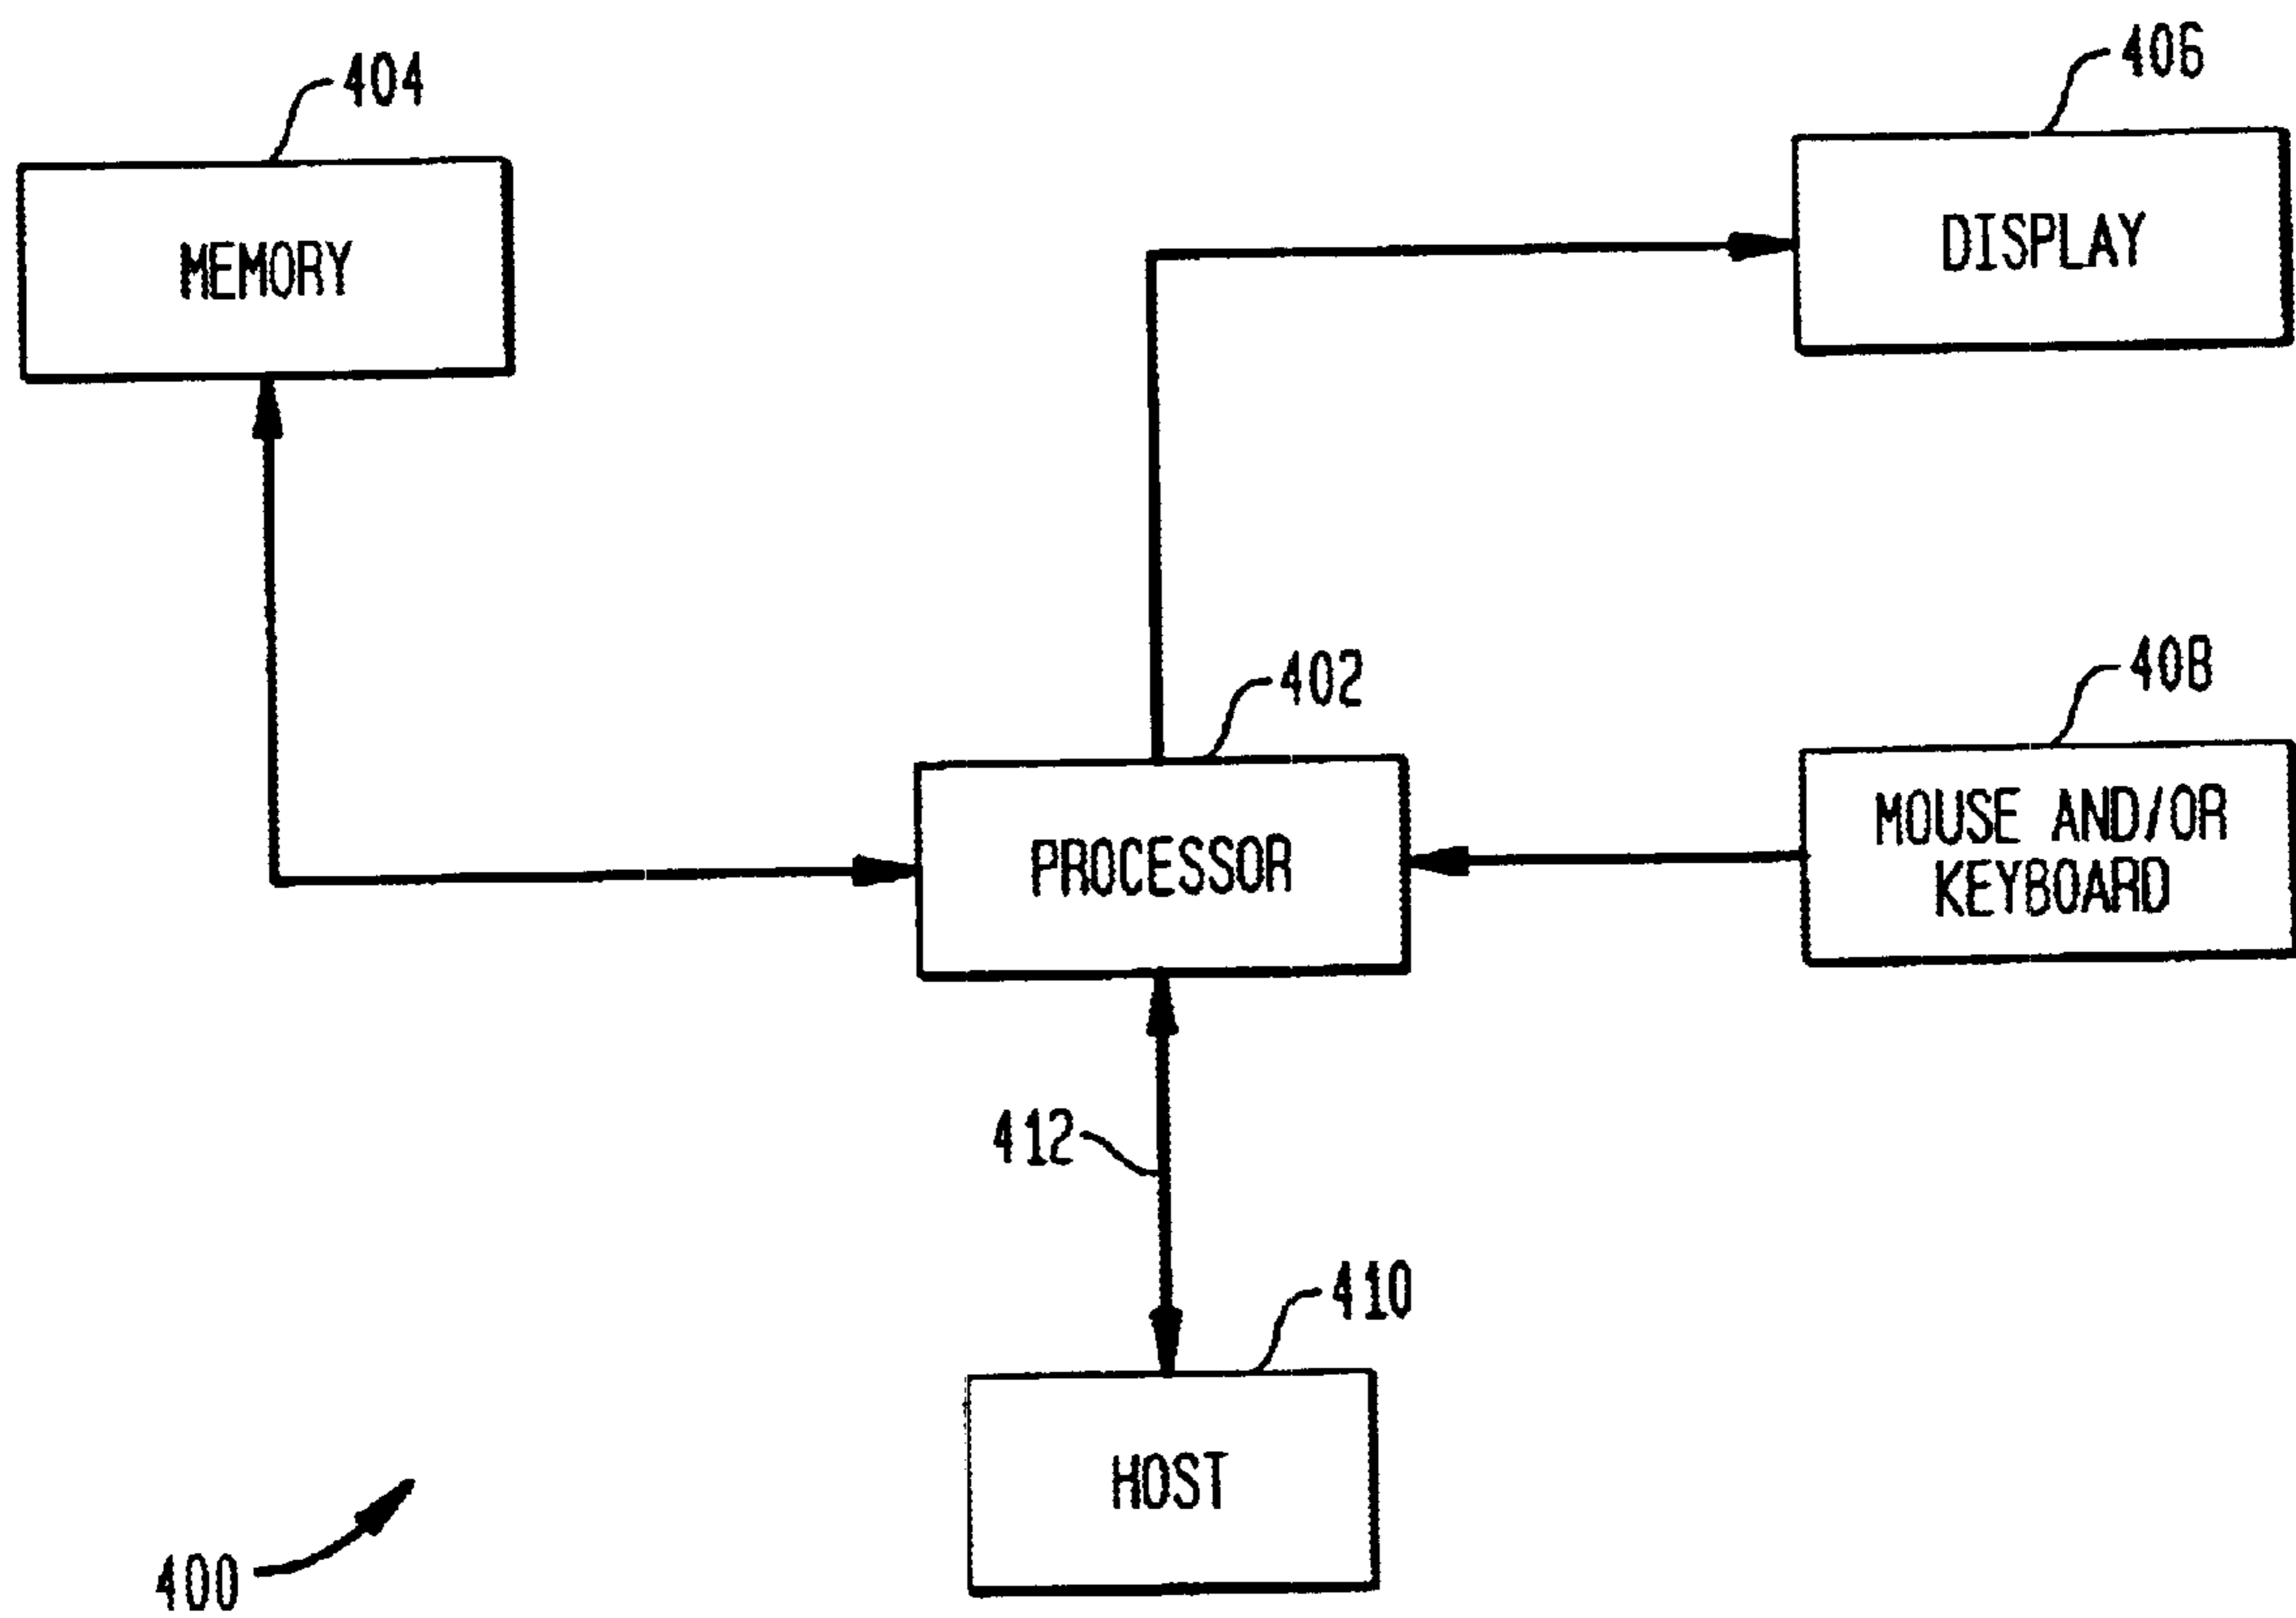 404
406
MEMORY
DISPLAY
402
408
PROCESSOR
MOUSE AND/OR
KEYBOARD
412
410
HOST
400